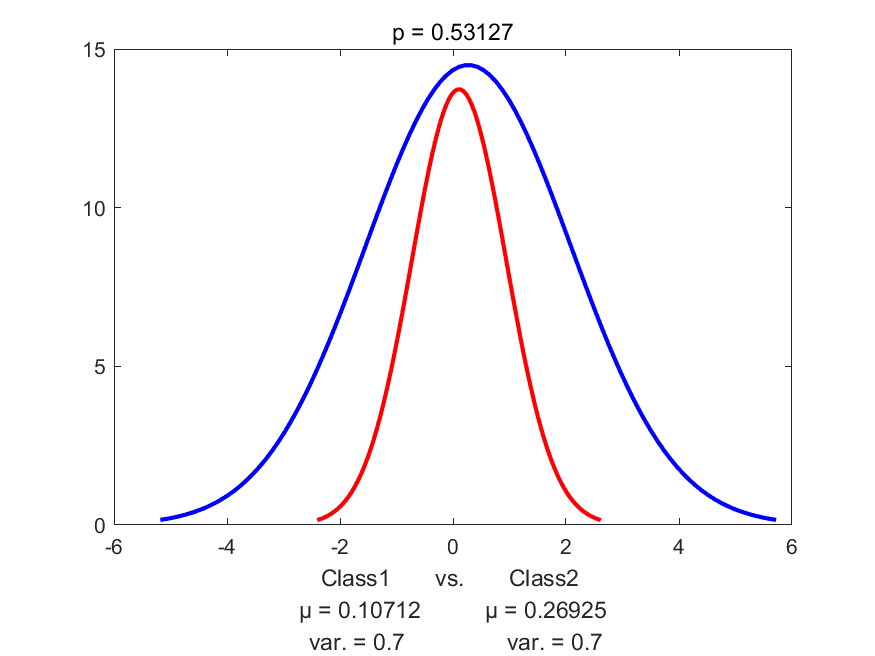 p = 0.53127
15
10
5
0
-6 -4 -2 0 2 4 6
Class1 vs. Class2
μ = 0.10712 μ = 0.26925
var. = 0.7 var. = 0.7